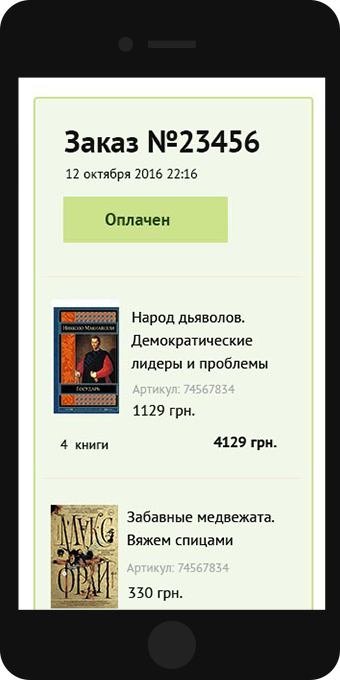 Заказ №23456
12 октября 2016 22:16
Оплачен
Народ дьяволов.
Демократические
лидеры и проблемы
Артикул: 74567834
1129 грн.
Никколо Макиавелли
Государь
4 книги
4129 грн.
Забавные медвежата.
Вяжем спицами
Артикул: 74567834
330 грн.
МАКС
ФРАЙ